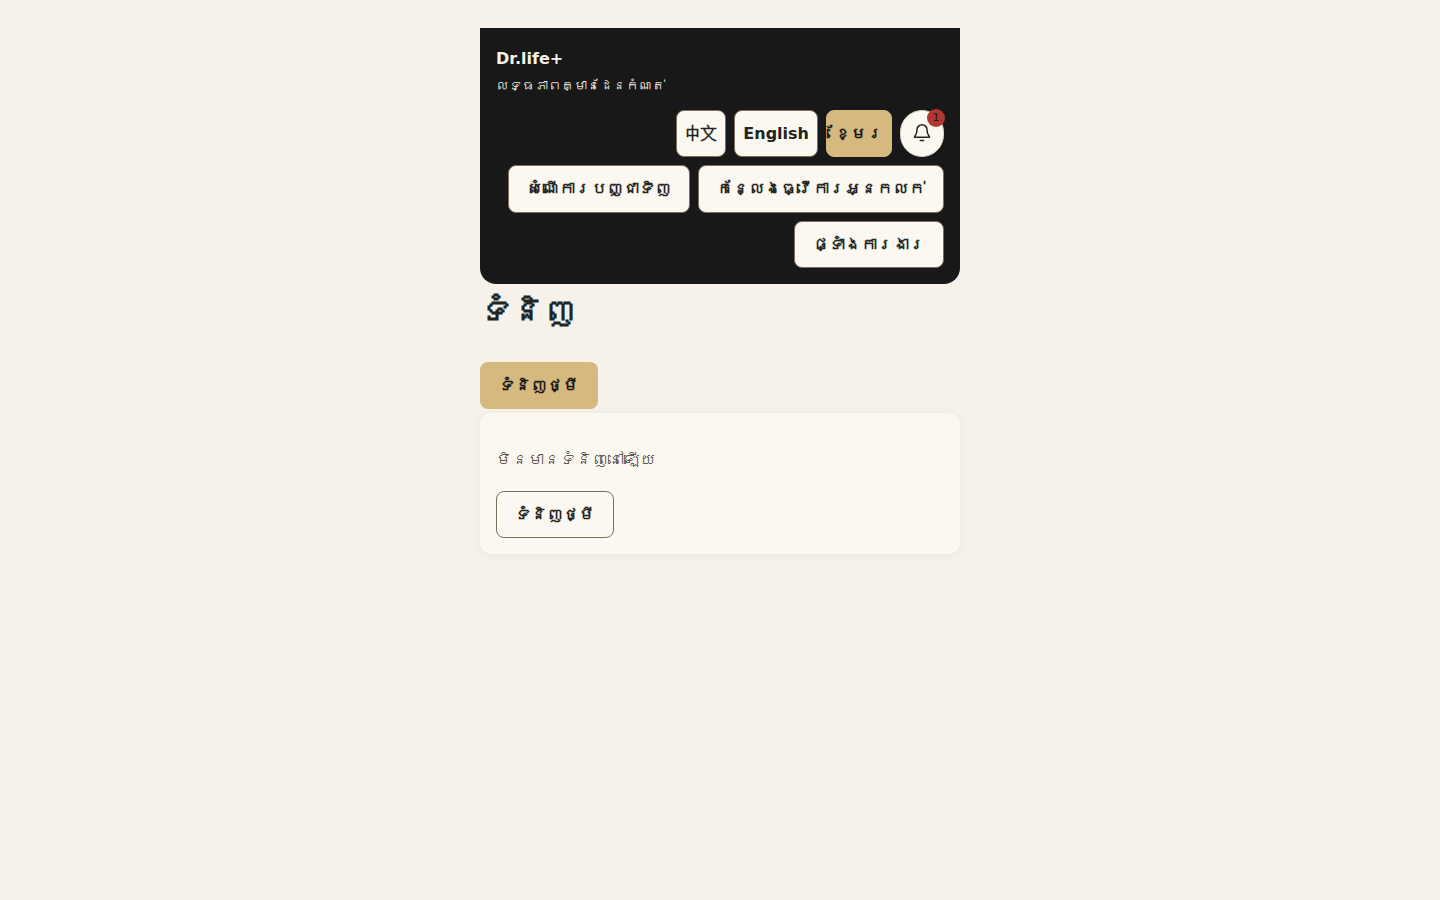 Dr.life+
លទ្ធភាពគ្មានដែនកំណត់
中文 English ខ្មែរ 1
សំណើការបញ្ជាទិញ កន្លែងធ្វើការអ្នកលក់
ផ្ទាំងការងារ
ទំនិញ
ទំនិញថ្មី
មិនមានទំនិញនៅឡើយ
ទំនិញថ្មី